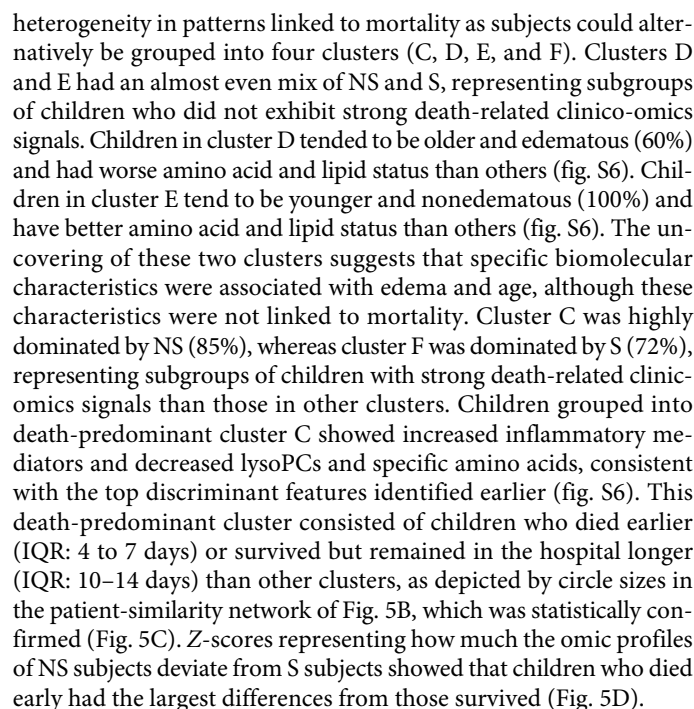 heterogeneity in patterns linked to mortality as subjects could alter-
natively be grouped into four clusters (C, D, E, and F). Clusters D
and E had an almost even mix of NS and S, representing subgroups
of children who did not exhibit strong death-related clinico-omics
signals. Children in cluster D tended to be older and edematous (60%)
and had worse amino acid and lipid status than others (fig. S6). Chil-
dren in cluster E tend to be younger and nonedematous (100%) and
have better amino acid and lipid status than others (fig. S6). The un-
covering of these two clusters suggests that specific biomolecular
characteristics were associated with edema and age, although these
characteristics were not linked to mortality. Cluster C was highly
dominated by NS (85%), whereas cluster F was dominated by S (72%),
representing subgroups of children with strong death-related clinic-
omics signals than those in other clusters. Children grouped into
death-predominant cluster C showed increased inflammatory me-
diators and decreased lysoPCs and specific amino acids, consistent
with the top discriminant features identified earlier (fig. S6). This
death-predominant cluster consisted of children who died earlier
(IQR: 4 to 7 days) or survived but remained in the hospital longer
(IQR: 10–14 days) than other clusters, as depicted by circle sizes in
the patient-similarity network of Fig. 5B, which was statistically con-
firmed (Fig. 5C). Z-scores representing how much the omic profiles
of NS subjects deviate from S subjects showed that children who died
early had the largest differences from those survived (Fig. 5D).